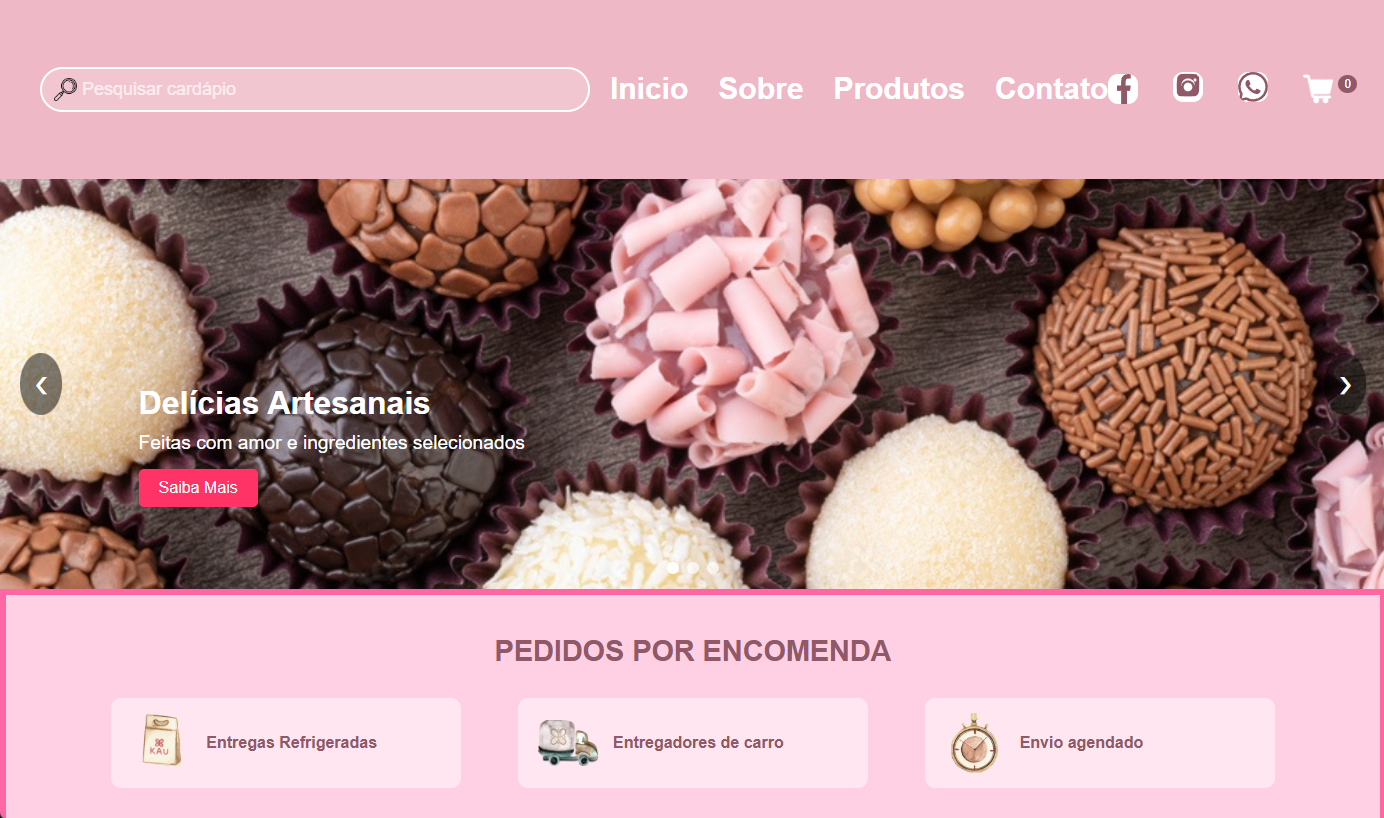 Pesquisar cardápio
Inicio
Sobre
Produtos
Contato
0
Delícias Artesanais
Feitas com amor e ingredientes selecionados
Saiba Mais
PEDIDOS POR ENCOMENDA
KAU
Entregas Refrigeradas
Entregadores de carro
Envio agendado